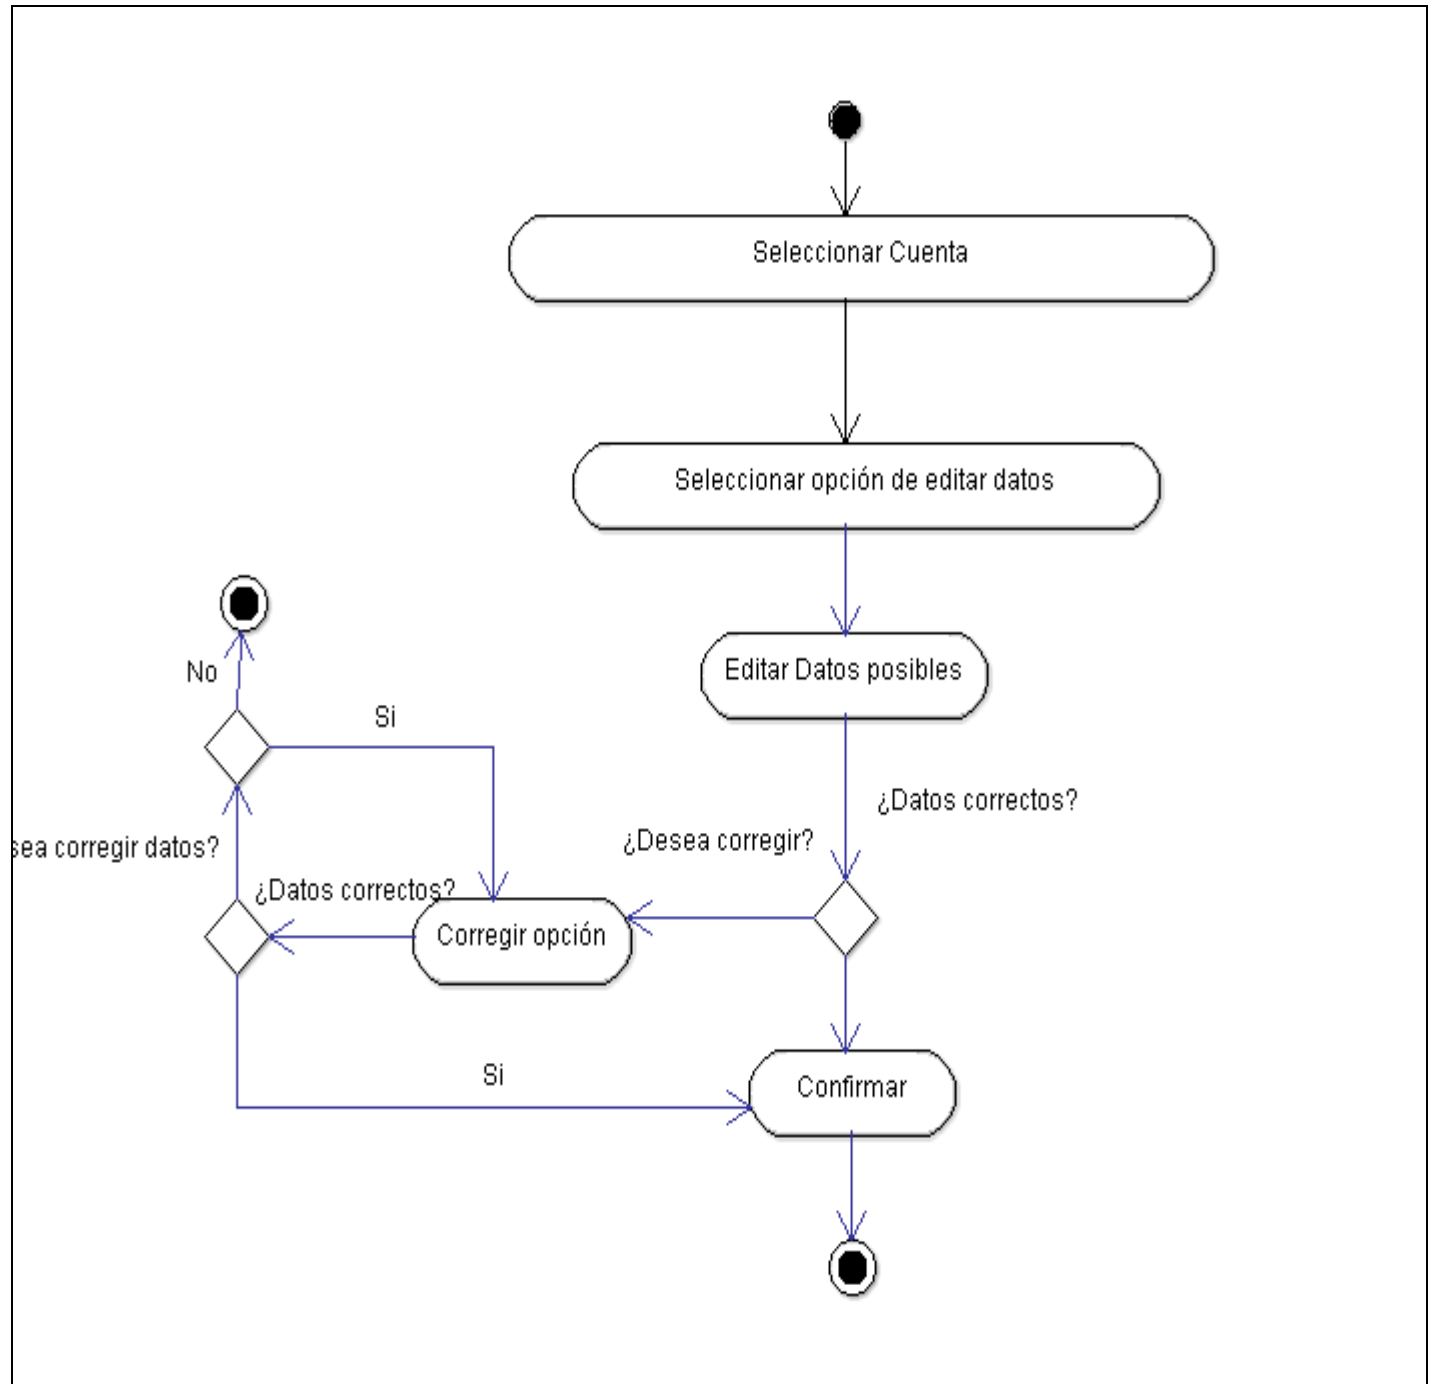 Seleccionar Cuenta
Seleccionar opción de editar datos
Editar Datos posibles
No
Si
¿Datos correctos?
¿Desea corregir?
sea corregir datos?
¿Datos correctos?
Corregir opción
Si
Confirmar